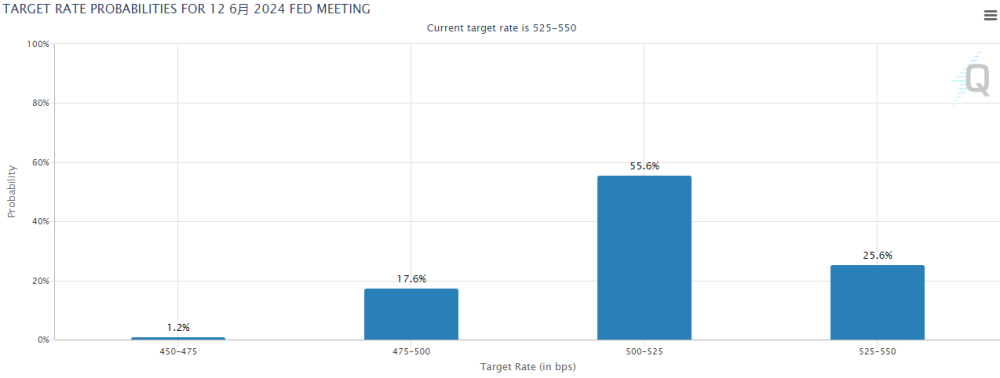 TARGET RATE PROBABILITIES FOR 12 6月 2024 FED MEETING
Current target rate is 525-550
100%
80%
60%
40%
20%
0%
Probability
1.2%
17.6%
55.6%
25.6%
450-475
475-500
500-525
525-550
Target Rate (in bps)
Q